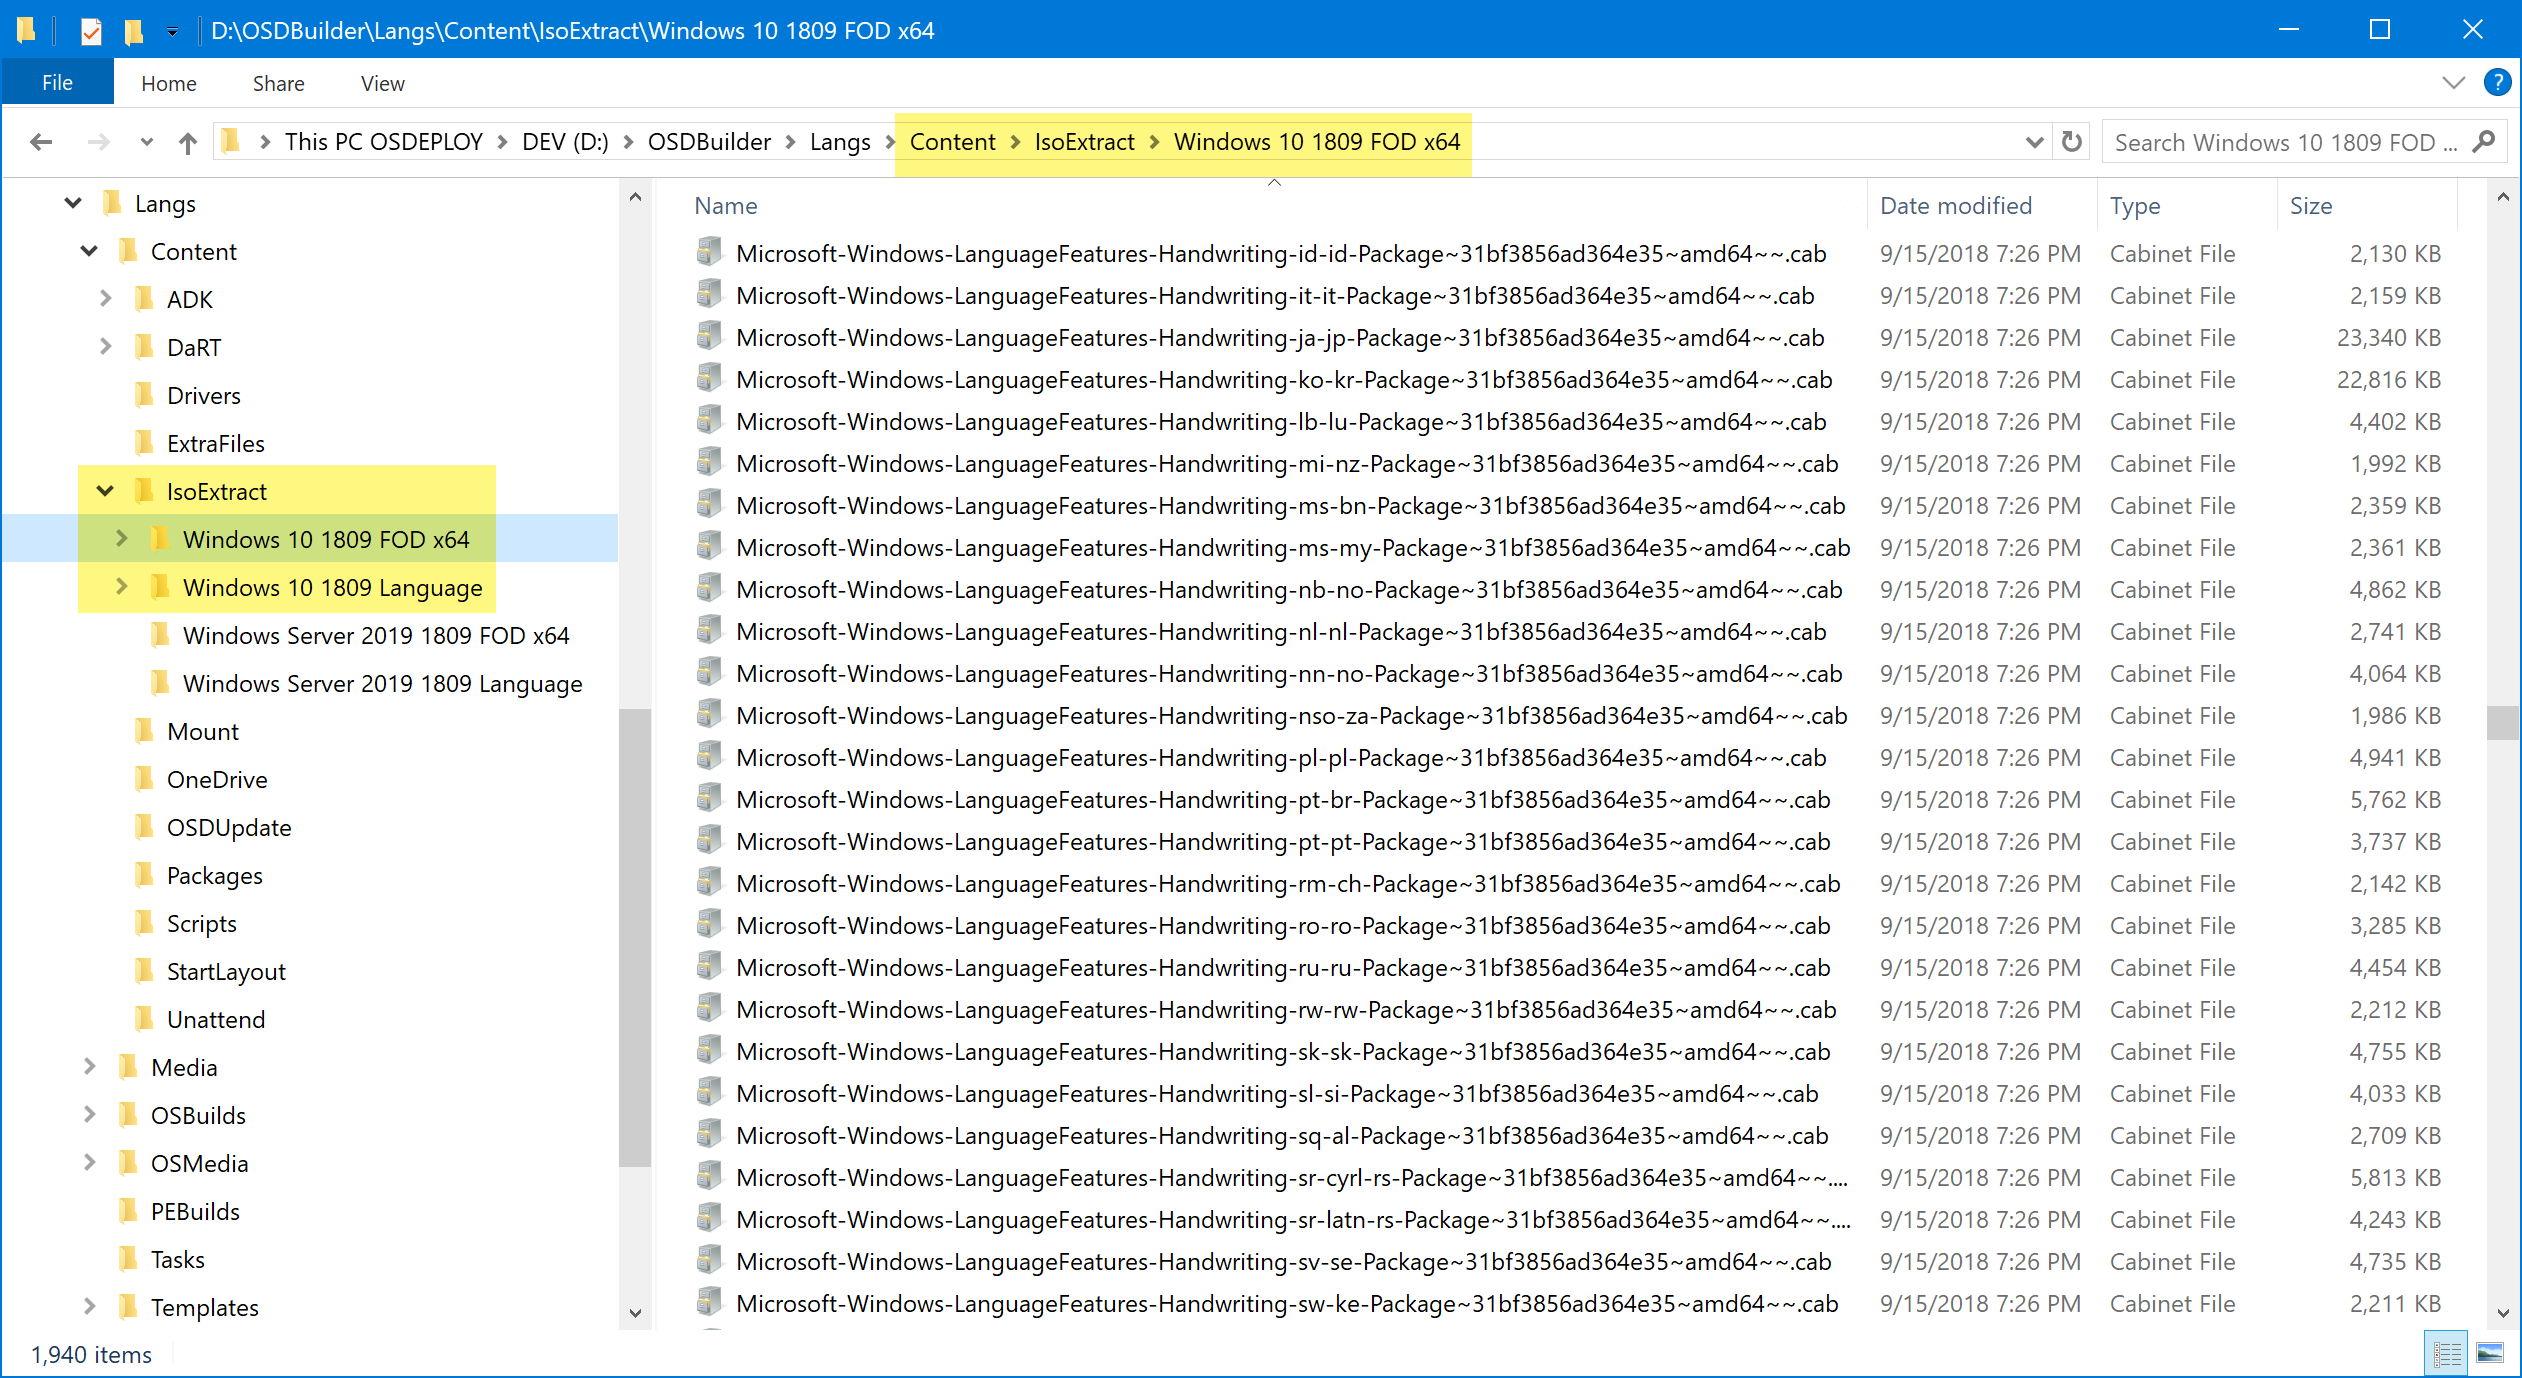 D:\OSDBuilder\Langs\Content\IsoExtract\Windows 10 1809 FOD x64
File Home Share View ?
This PC OSDEPLOY DEV (D:) OSDBuilder Langs Content IsoExtract Windows 10 1809 FOD x64 Search Windows 10 1809 FOD ...
Langs
Content
ADK
DaRT
Drivers
ExtraFiles
IsoExtract
Windows 10 1809 FOD x64
Windows 10 1809 Language
Windows Server 2019 1809 FOD x64
Windows Server 2019 1809 Language
Mount
OneDrive
OSDUpdate
Packages
Scripts
StartLayout
Unattend
Media
OSBuilds
OSMedia
PEBuilds
Tasks
Templates
Name Date modified Type Size
Microsoft-Windows-LanguageFeatures-Handwriting-id-id-Package~31bf3856ad364e35~amd64~~.cab 9/15/2018 7:26 PM Cabinet File 2,130 KB
Microsoft-Windows-LanguageFeatures-Handwriting-it-it-Package~31bf3856ad364e35~amd64~~.cab 9/15/2018 7:26 PM Cabinet File 2,159 KB
Microsoft-Windows-LanguageFeatures-Handwriting-ja-jp-Package~31bf3856ad364e35~amd64~~.cab 9/15/2018 7:26 PM Cabinet File 23,340 KB
Microsoft-Windows-LanguageFeatures-Handwriting-ko-kr-Package~31bf3856ad364e35~amd64~~.cab 9/15/2018 7:26 PM Cabinet File 22,816 KB
Microsoft-Windows-LanguageFeatures-Handwriting-lb-lu-Package~31bf3856ad364e35~amd64~~.cab 9/15/2018 7:26 PM Cabinet File 4,402 KB
Microsoft-Windows-LanguageFeatures-Handwriting-mi-nz-Package~31bf3856ad364e35~amd64~~.cab 9/15/2018 7:26 PM Cabinet File 1,992 KB
Microsoft-Windows-LanguageFeatures-Handwriting-ms-bn-Package~31bf3856ad364e35~amd64~~.cab 9/15/2018 7:26 PM Cabinet File 2,359 KB
Microsoft-Windows-LanguageFeatures-Handwriting-ms-my-Package~31bf3856ad364e35~amd64~~.cab 9/15/2018 7:26 PM Cabinet File 2,361 KB
Microsoft-Windows-LanguageFeatures-Handwriting-nb-no-Package~31bf3856ad364e35~amd64~~.cab 9/15/2018 7:26 PM Cabinet File 4,862 KB
Microsoft-Windows-LanguageFeatures-Handwriting-nl-nl-Package~31bf3856ad364e35~amd64~~.cab 9/15/2018 7:26 PM Cabinet File 2,741 KB
Microsoft-Windows-LanguageFeatures-Handwriting-nn-no-Package~31bf3856ad364e35~amd64~~.cab 9/15/2018 7:26 PM Cabinet File 4,064 KB
Microsoft-Windows-LanguageFeatures-Handwriting-nso-za-Package~31bf3856ad364e35~amd64~~.cab 9/15/2018 7:26 PM Cabinet File 1,986 KB
Microsoft-Windows-LanguageFeatures-Handwriting-pl-pl-Package~31bf3856ad364e35~amd64~~.cab 9/15/2018 7:26 PM Cabinet File 4,941 KB
Microsoft-Windows-LanguageFeatures-Handwriting-pt-br-Package~31bf3856ad364e35~amd64~~.cab 9/15/2018 7:26 PM Cabinet File 5,762 KB
Microsoft-Windows-LanguageFeatures-Handwriting-pt-pt-Package~31bf3856ad364e35~amd64~~.cab 9/15/2018 7:26 PM Cabinet File 3,737 KB
Microsoft-Windows-LanguageFeatures-Handwriting-rm-ch-Package~31bf3856ad364e35~amd64~~.cab 9/15/2018 7:26 PM Cabinet File 2,142 KB
Microsoft-Windows-LanguageFeatures-Handwriting-ro-ro-Package~31bf3856ad364e35~amd64~~.cab 9/15/2018 7:26 PM Cabinet File 3,285 KB
Microsoft-Windows-LanguageFeatures-Handwriting-ru-ru-Package~31bf3856ad364e35~amd64~~.cab 9/15/2018 7:26 PM Cabinet File 4,454 KB
Microsoft-Windows-LanguageFeatures-Handwriting-rw-rw-Package~31bf3856ad364e35~amd64~~.cab 9/15/2018 7:26 PM Cabinet File 2,212 KB
Microsoft-Windows-LanguageFeatures-Handwriting-sk-sk-Package~31bf3856ad364e35~amd64~~.cab 9/15/2018 7:26 PM Cabinet File 4,755 KB
Microsoft-Windows-LanguageFeatures-Handwriting-sl-si-Package~31bf3856ad364e35~amd64~~.cab 9/15/2018 7:26 PM Cabinet File 4,033 KB
Microsoft-Windows-LanguageFeatures-Handwriting-sq-al-Package~31bf3856ad364e35~amd64~~.cab 9/15/2018 7:26 PM Cabinet File 2,709 KB
Microsoft-Windows-LanguageFeatures-Handwriting-sr-cyrl-rs-Package~31bf3856ad364e35~amd64~~.... 9/15/2018 7:26 PM Cabinet File 5,813 KB
Microsoft-Windows-LanguageFeatures-Handwriting-sr-latn-rs-Package~31bf3856ad364e35~amd64~~.... 9/15/2018 7:26 PM Cabinet File 4,243 KB
Microsoft-Windows-LanguageFeatures-Handwriting-sv-se-Package~31bf3856ad364e35~amd64~~.cab 9/15/2018 7:26 PM Cabinet File 4,735 KB
Microsoft-Windows-LanguageFeatures-Handwriting-sw-ke-Package~31bf3856ad364e35~amd64~~.cab 9/15/2018 7:26 PM Cabinet File 2,211 KB
1,940 items